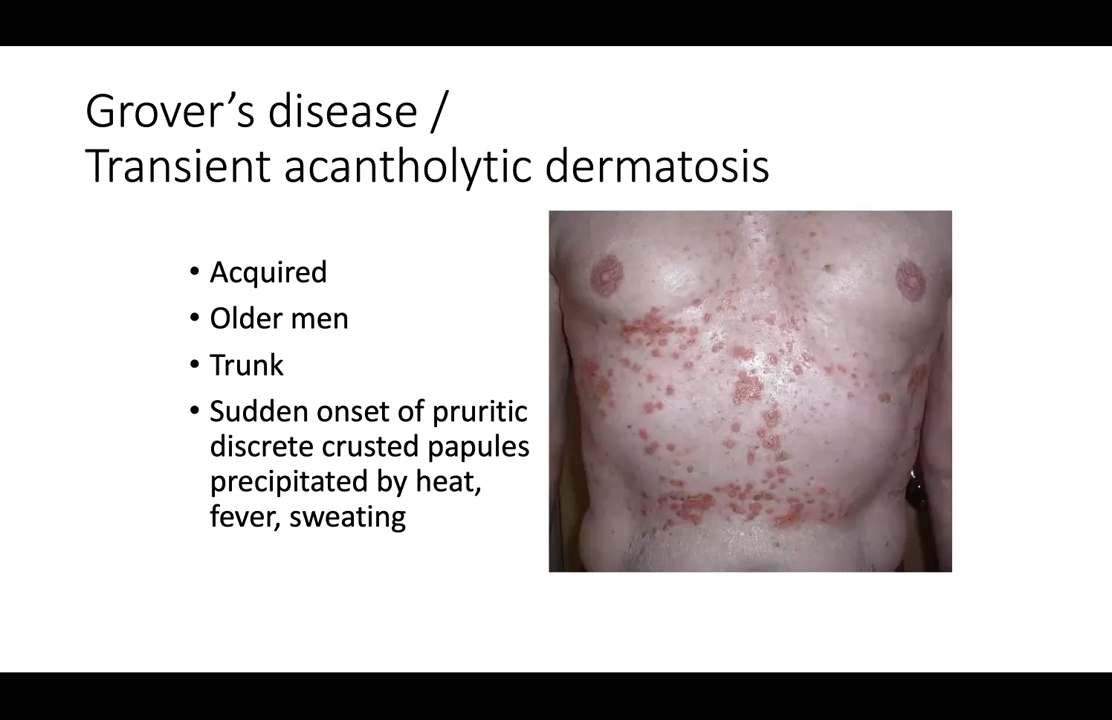 Grover’s disease /
Transient acantholytic dermatosis
• Acquired
• Older men
• Trunk
• Sudden onset of pruritic
discrete crusted papules
precipitated by heat,
fever, sweating